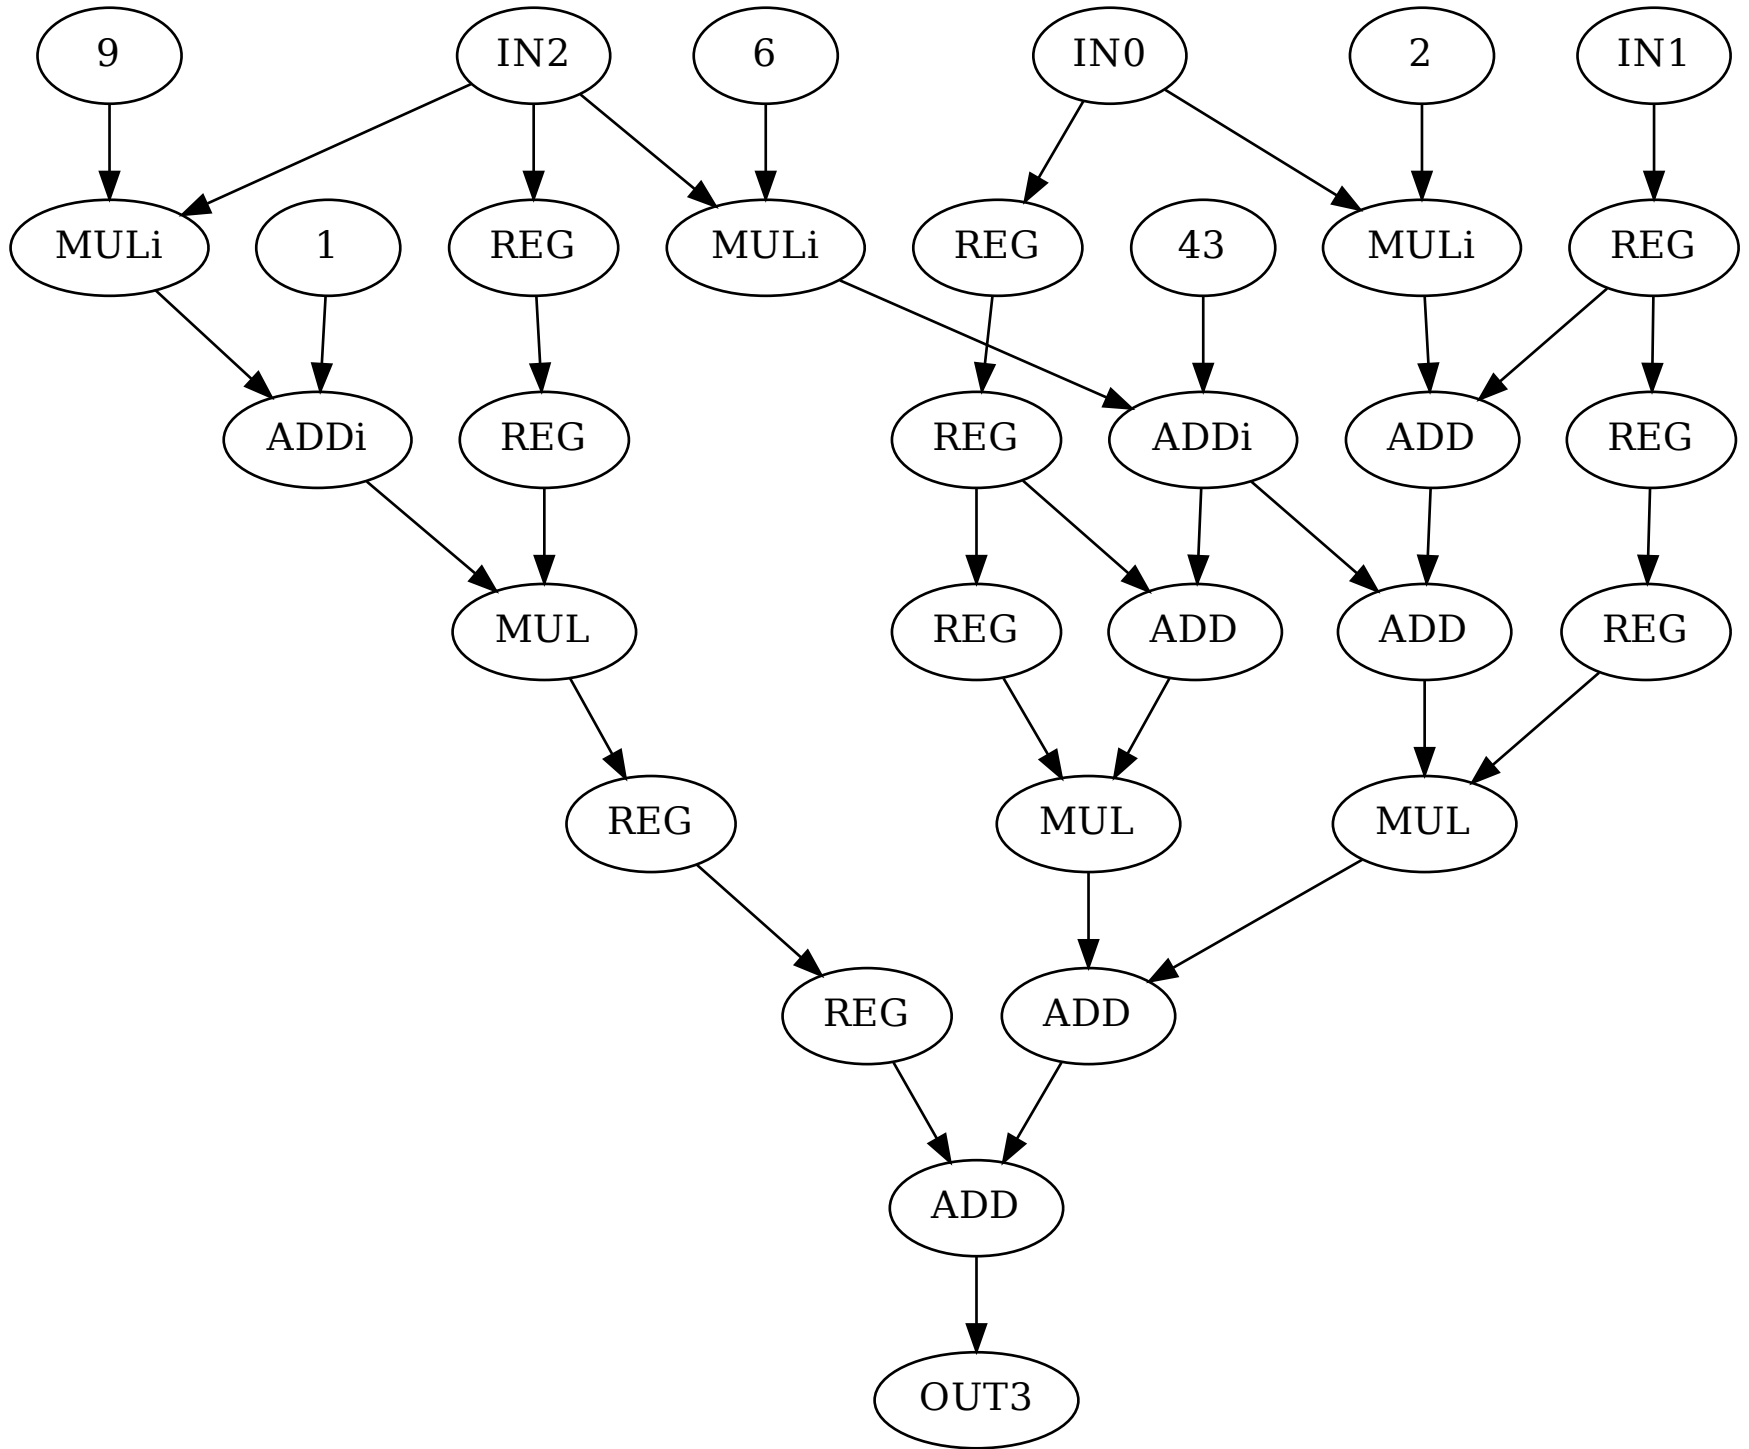 9
IN2
6
IN0
2
IN1
MULi
1
REG
MULi
REG
43
MULi
REG
ADDi
REG
REG
ADDi
ADD
REG
MUL
REG
ADD
ADD
REG
REG
MUL
MUL
REG
ADD
ADD
OUT3